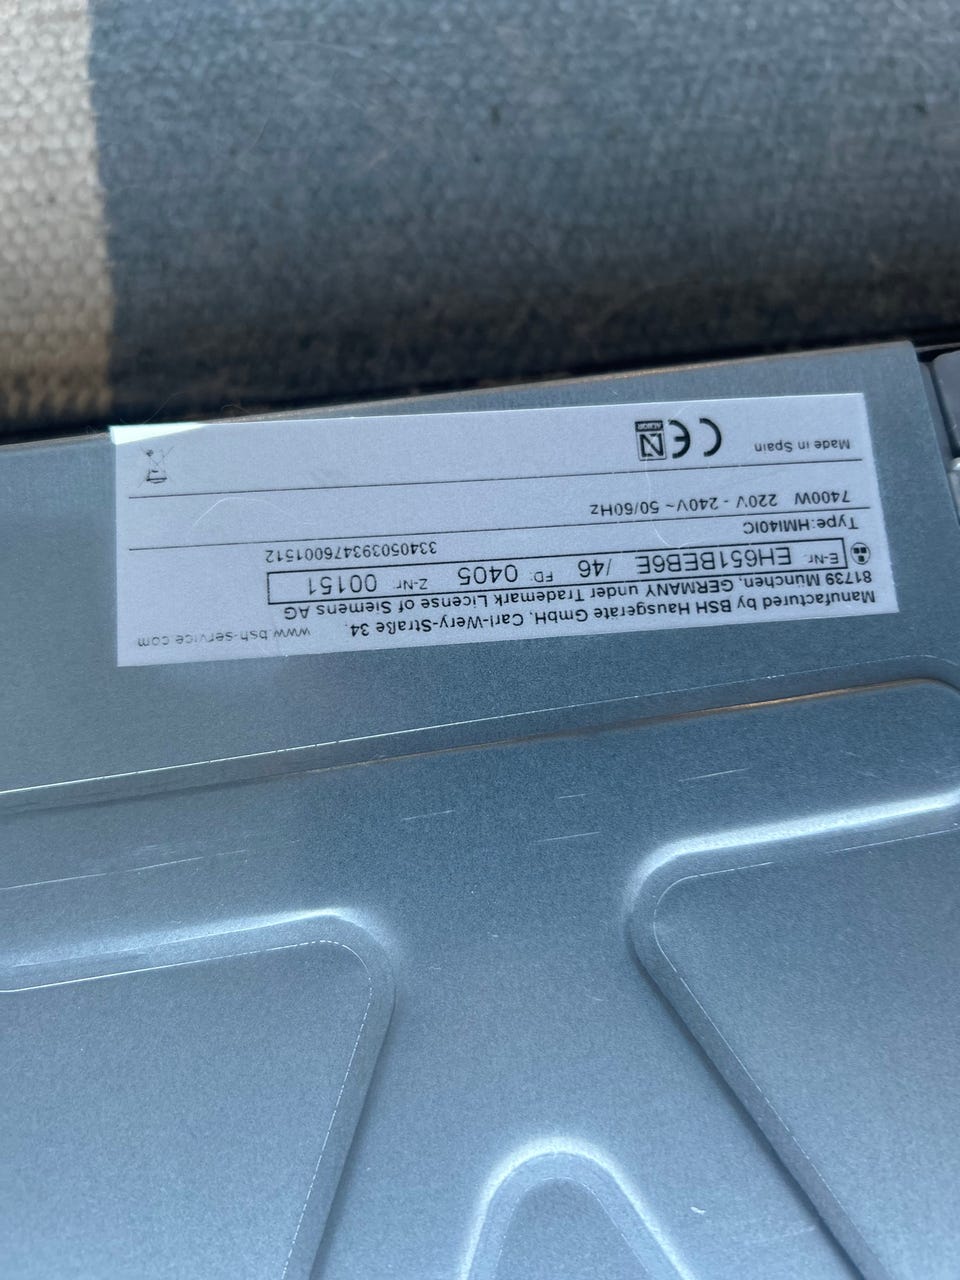 Manufactured by BSH Hausgeräte GmbH, Carl-Wery-Straße 34,
81739 München, GERMANY under Trademark License of Siemens AG
www.bsh-service.com
E-Nr. EH651BEB6E /46 FD: 0405 Z-Nr. 00151
Type:HMI40IC
334050393476001512
7400W 220V - 240V~ 50/60Hz
Made in Spain
CE
N
AENOR